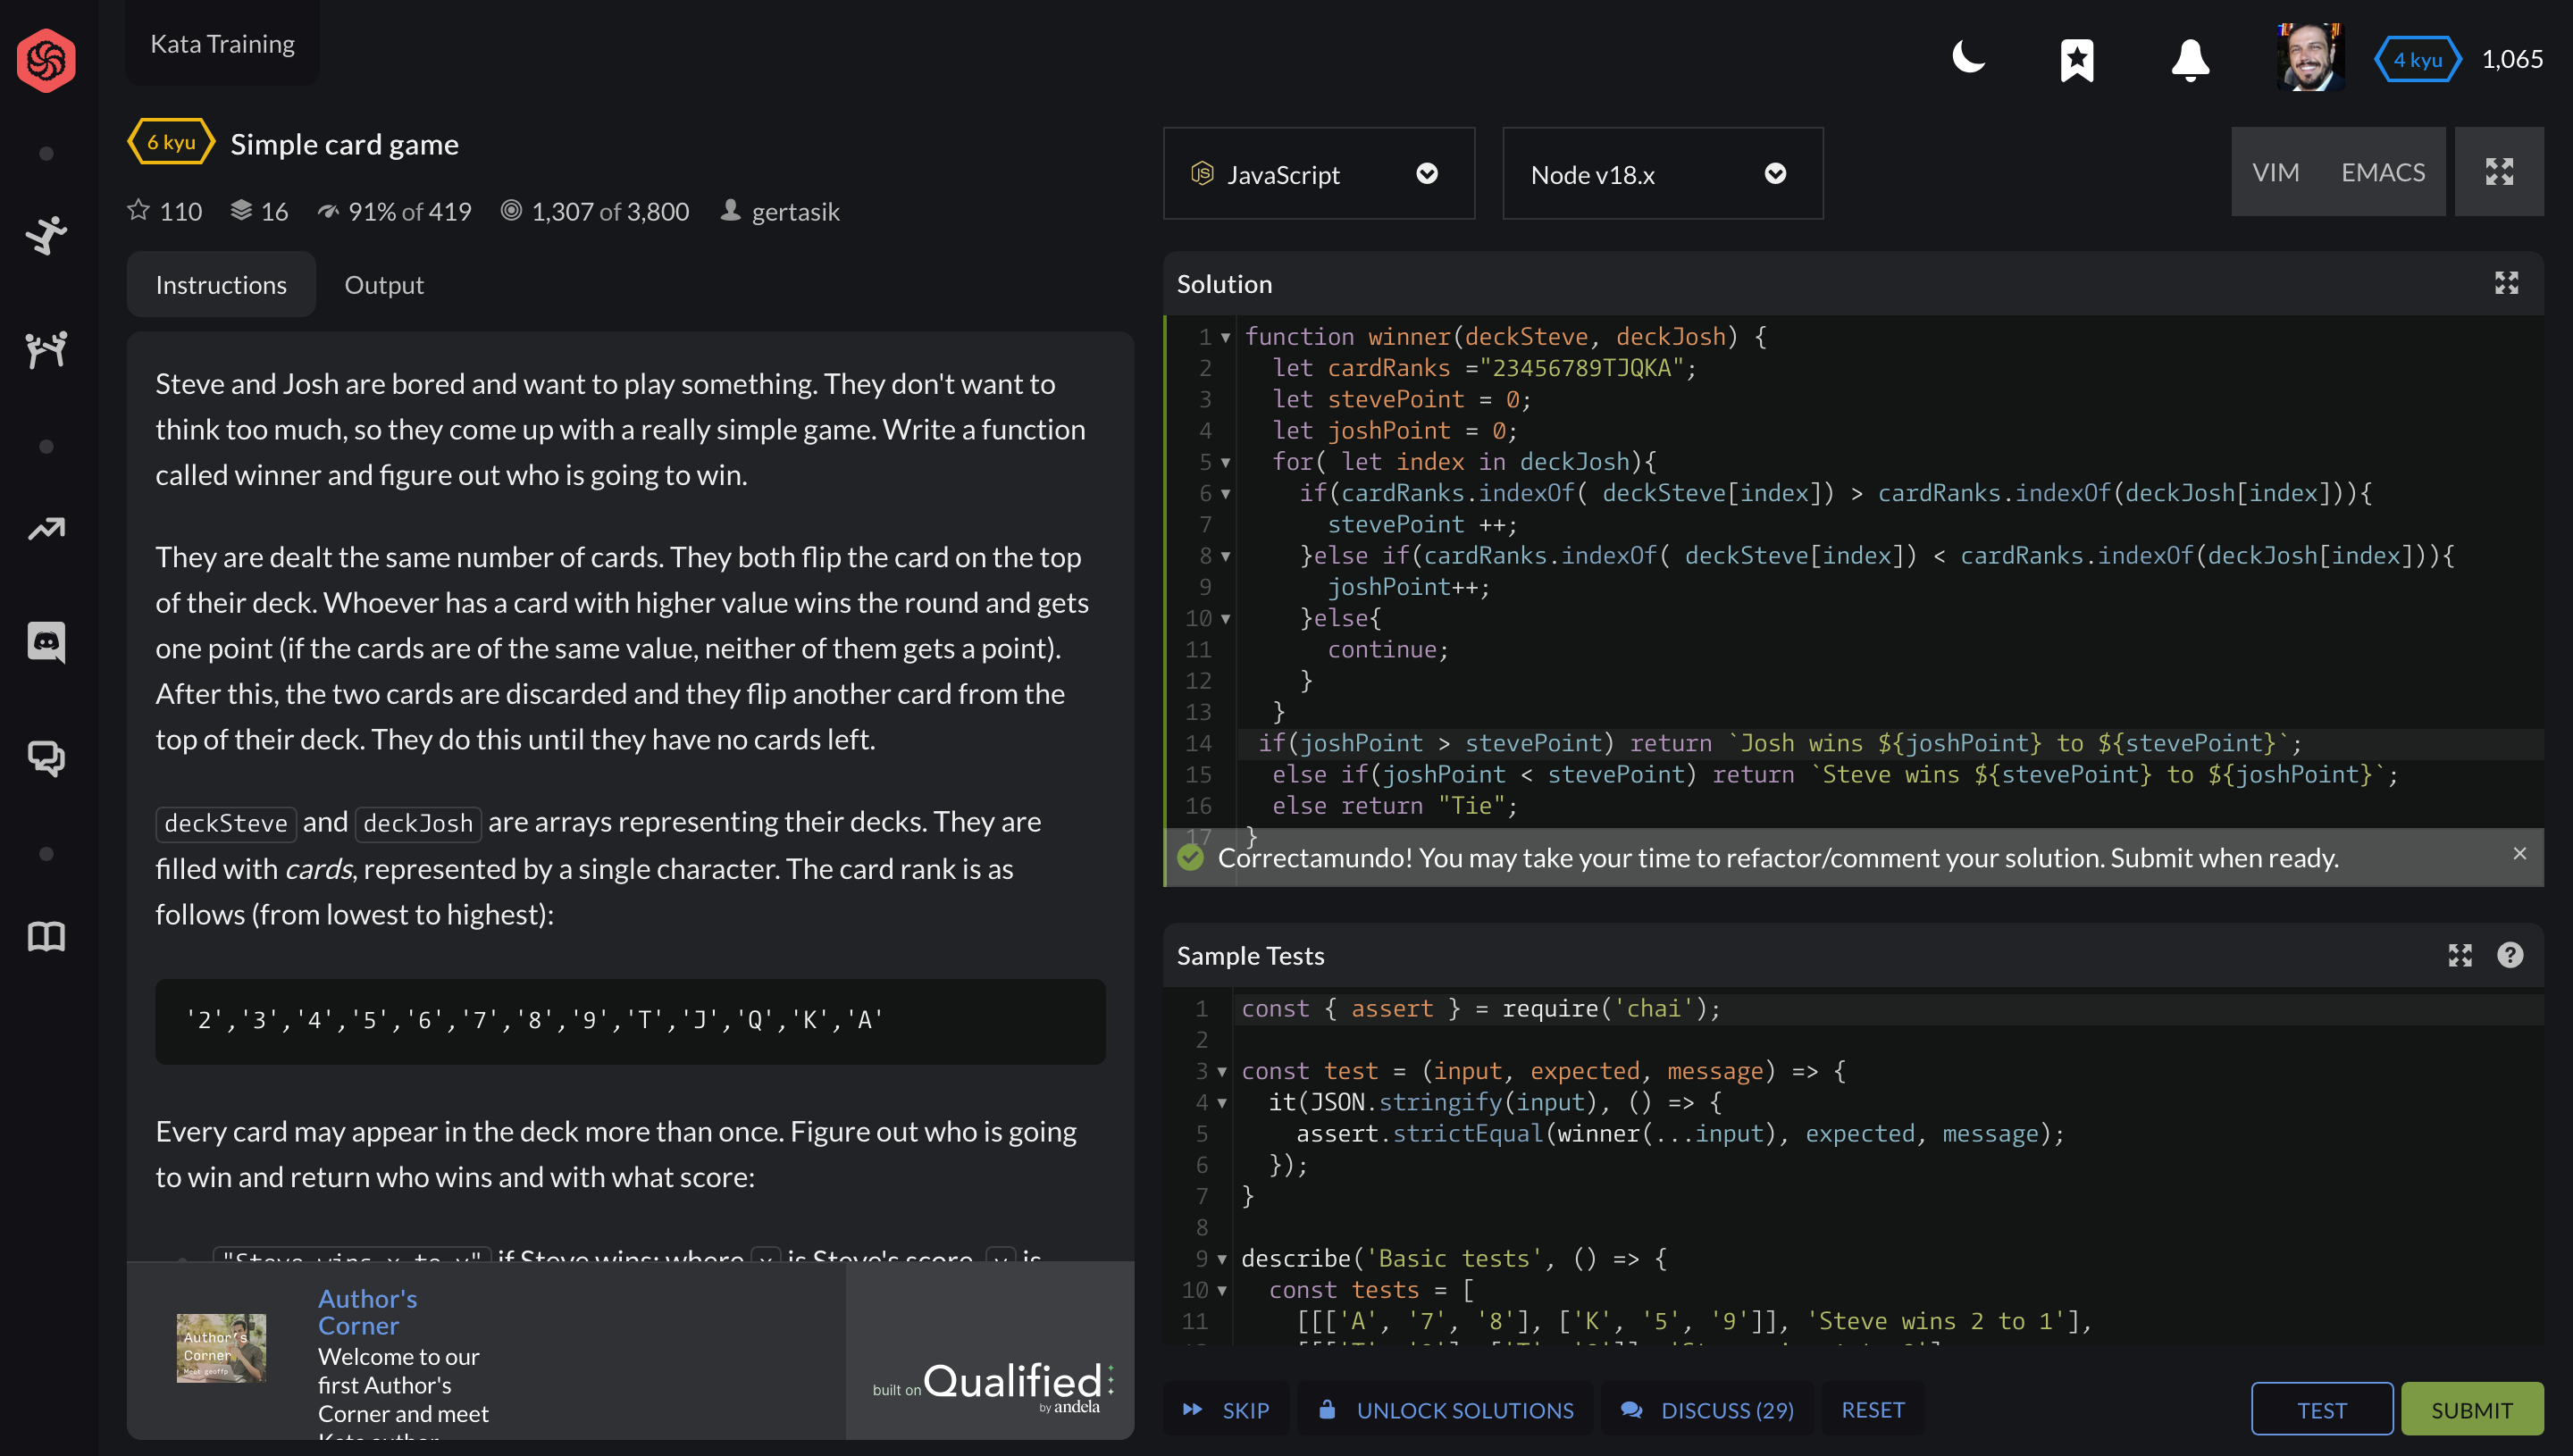 Kata Training
4 kyu 1,065
6 kyu Simple card game
110 16 91% of 419 1,307 of 3,800 gertasik
Instructions Output
Steve and Josh are bored and want to play something. They don't want to
think too much, so they come up with a really simple game. Write a function
called winner and figure out who is going to win.
They are dealt the same number of cards. They both flip the card on the top
of their deck. Whoever has a card with higher value wins the round and gets
one point (if the cards are of the same value, neither of them gets a point).
After this, the two cards are discarded and they flip another card from the
top of their deck. They do this until they have no cards left.
deckSteve and deckJosh are arrays representing their decks. They are
filled with cards, represented by a single character. The card rank is as
follows (from lowest to highest):
'2','3','4','5','6','7','8','9','T','J','Q','K','A'
Every card may appear in the deck more than once. Figure out who is going
to win and return who wins and with what score:
"Steve wins x to y" if Steve wins; where x is Steve's score, y is
Author's
Corner
Meet geoffp
Author's
Corner
Welcome to our
first Author's
Corner and meet
Kata author
built on Qualified
by andela
JS JavaScript Node v18.x VIM EMACS
Solution
1 function winner(deckSteve, deckJosh) {
2 let cardRanks ="23456789TJQKA";
3 let stevePoint = 0;
4 let joshPoint = 0;
5 for( let index in deckJosh){
6 if(cardRanks.indexOf( deckSteve[index]) > cardRanks.indexOf(deckJosh[index])){
7 stevePoint ++;
8 }else if(cardRanks.indexOf( deckSteve[index]) < cardRanks.indexOf(deckJosh[index])){
9 joshPoint++;
10 }else{
11 continue;
12 }
13 }
14 if(joshPoint > stevePoint) return `Josh wins ${joshPoint} to ${stevePoint}`;
15 else if(joshPoint < stevePoint) return `Steve wins ${stevePoint} to ${joshPoint}`;
16 else return "Tie";
17 }
Correctamundo! You may take your time to refactor/comment your solution. Submit when ready.
Sample Tests
1 const { assert } = require('chai');
2
3 const test = (input, expected, message) => {
4 it(JSON.stringify(input), () => {
5 assert.strictEqual(winner(...input), expected, message);
6 });
7 }
8
9 describe('Basic tests', () => {
10 const tests = [
11 [[['A', '7', '8'], ['K', '5', '9']], 'Steve wins 2 to 1'],
SKIP UNLOCK SOLUTIONS DISCUSS (29) RESET TEST SUBMIT